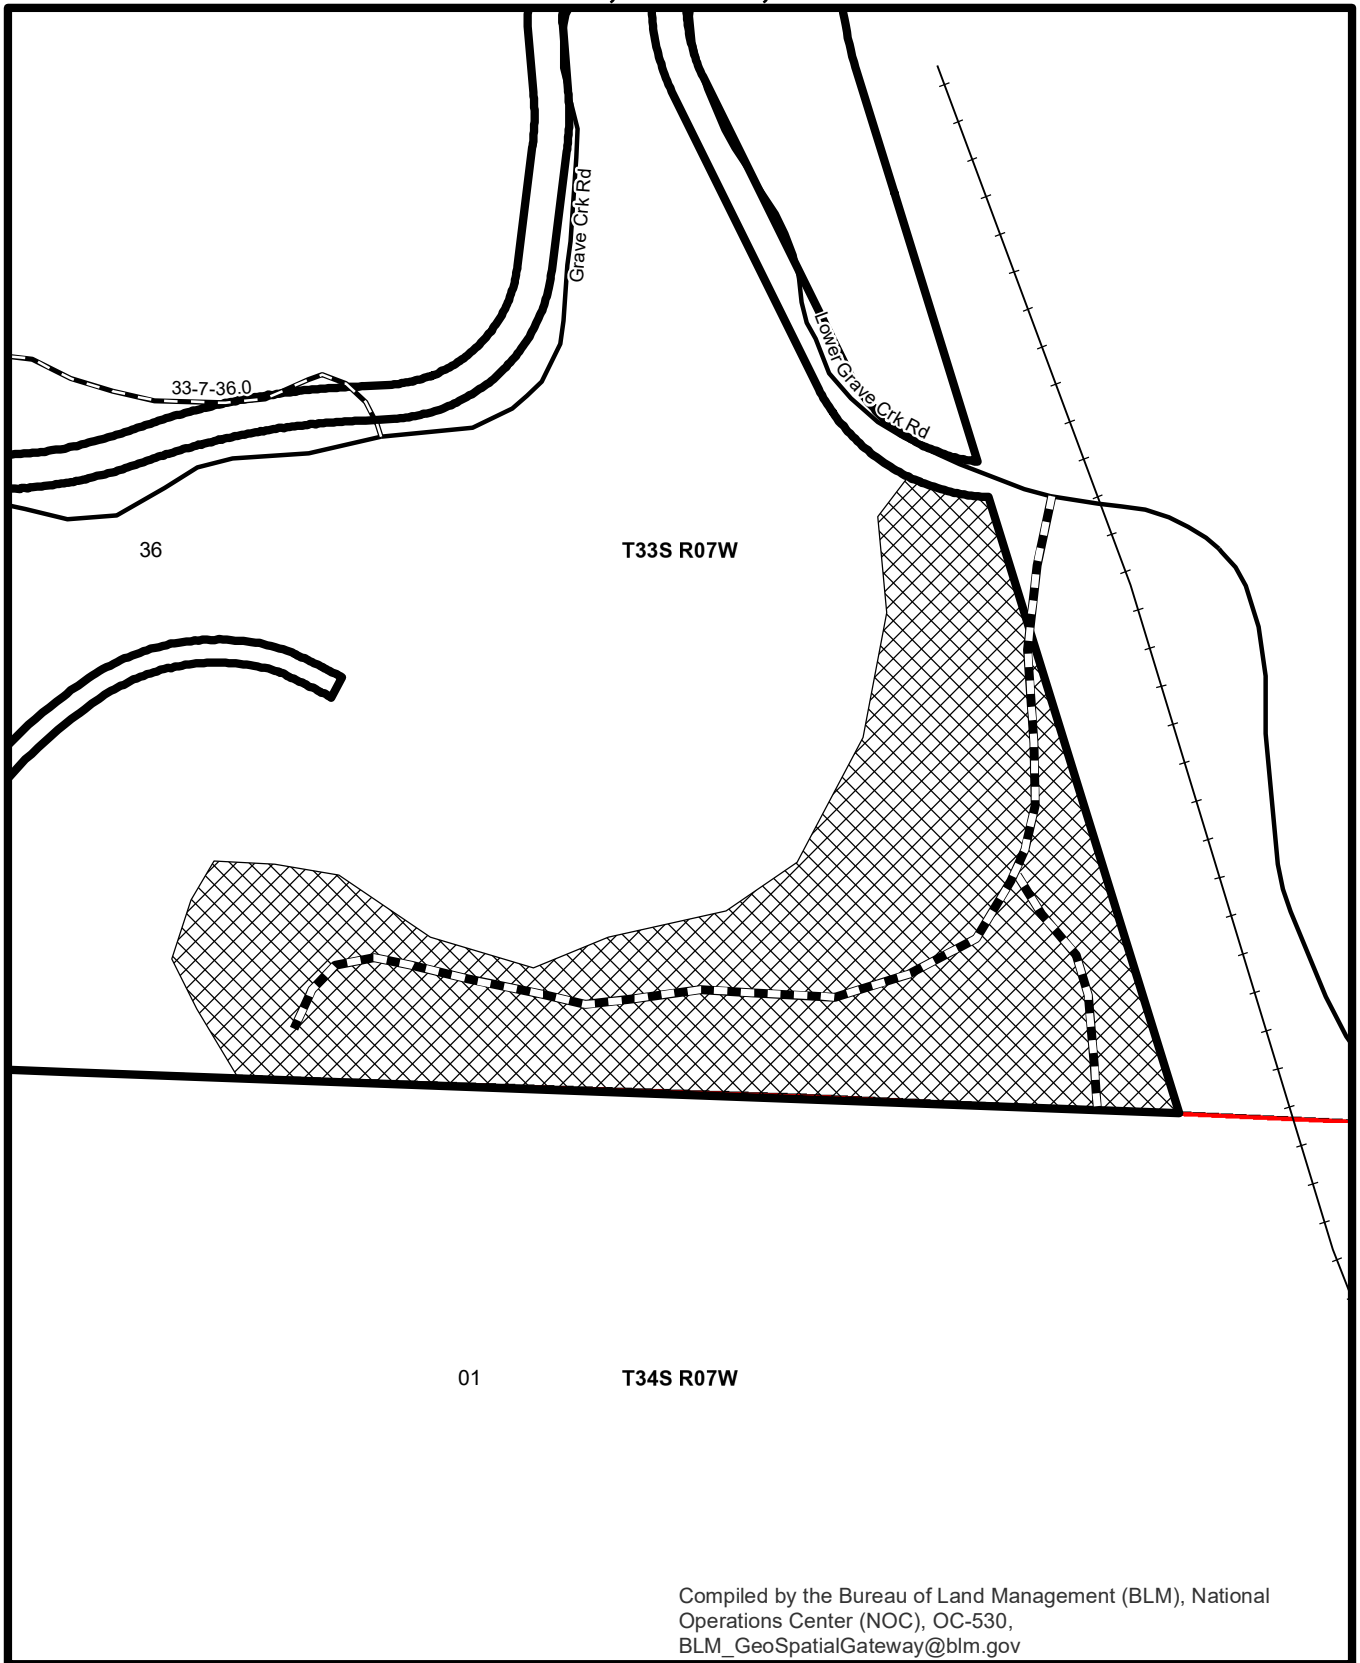 Grave Crk Rd
Lower Grave Crk Rd
33-7-36.0
36
T33S R07W
01
T34S R07W
Compiled by the Bureau of Land Management (BLM), National
Operations Center (NOC), OC-530,
BLM_GeoSpatialGateway@blm.gov